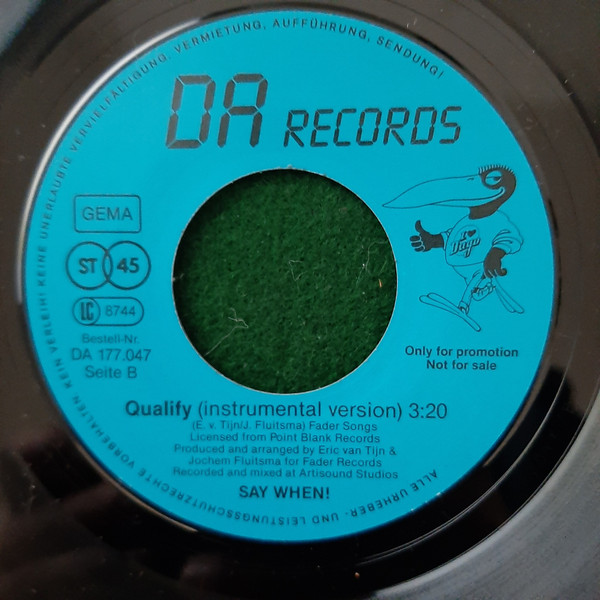 ALLE URHEBER- UND LEISTUNGSSCHUTZRECHTE VORBEHALTEN KEIN VERLEIH! KEINE UNERLAUBTE VERVIELFÄLTIGUNG, VERMIETUNG, AUFFÜHRUNG, SENDUNG!
DA RECORDS
GEMA
I ♥
Dago
ST 45
LC 8744
Bestell-Nr.
DA 177.047
Seite B
Only for promotion
Not for sale
Qualify (instrumental version) 3:20
(E. v. Tijn/J. Fluitsma) Fader Songs
Licensed from Point Blank Records
Produced and arranged by Eric van Tijn &
Jochem Fluitsma for Fader Records
Recorded and mixed at Artisound Studios
SAY WHEN!